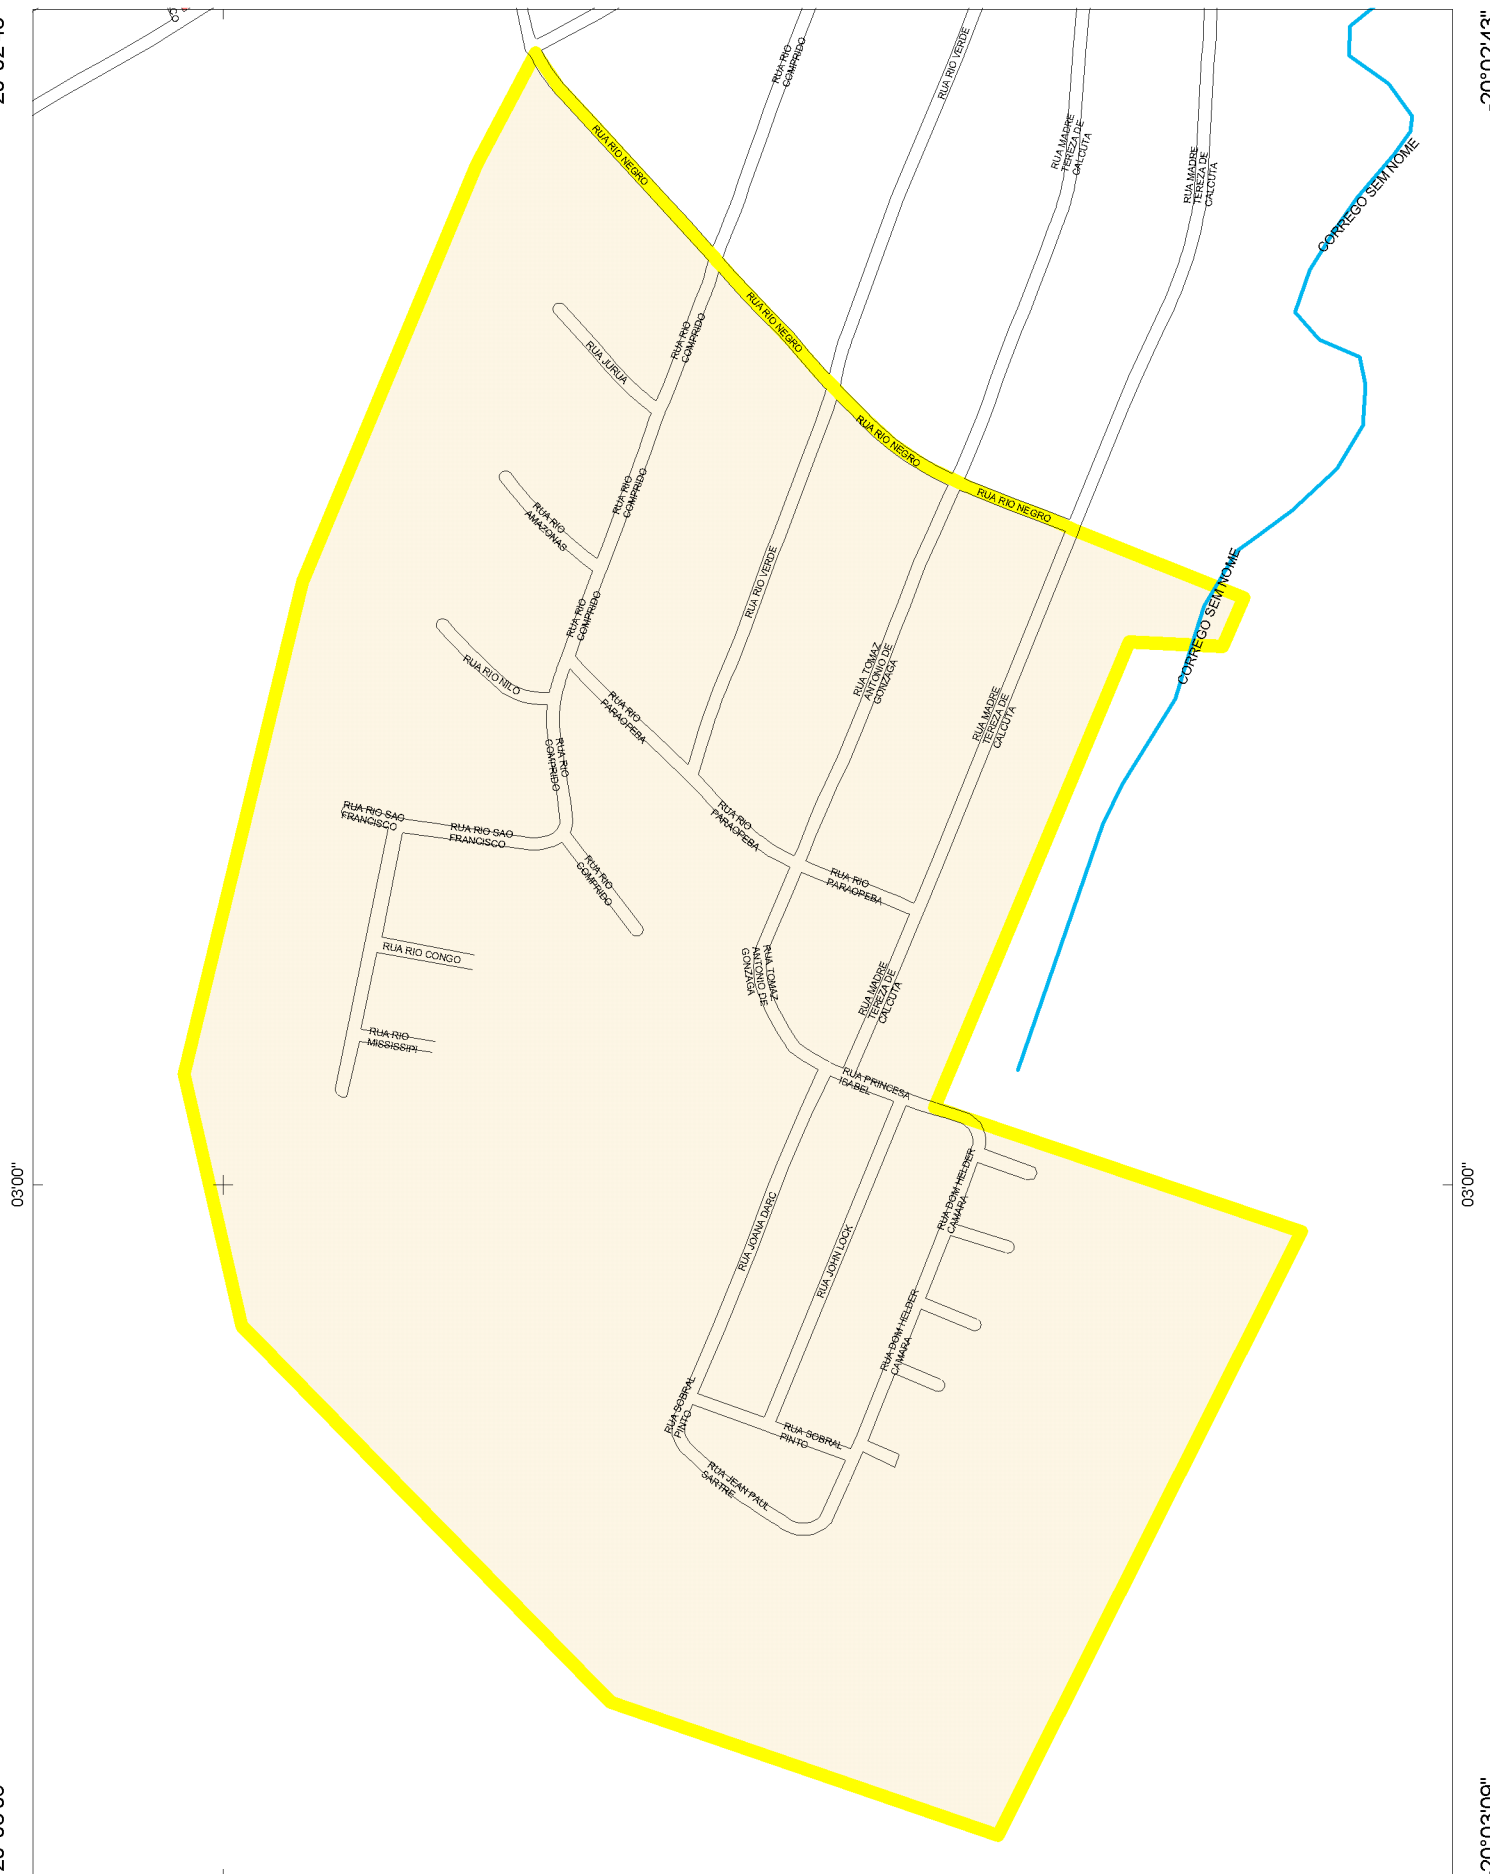 -20°02'43"
RUA RIO
COMPRIDO
RUA RIO VERDE
RUA MADRE
TEREZA DE
CALCUTA
RUA MADRE
TEREZA DE
CALCUTA
CORREGO SEM NOME
RUA RIO NEGRO
RUA RIO NEGRO
RUA RIO
COMPRIDO
RUA JURUA
RUA RIO NEGRO
RUA RIO NEGRO
RUA RIO
COMPRIDO
RUA RIO
AMAZONAS
RUA RIO VERDE
CORREGO SEM NOME
RUA RIO
COMPRIDO
RUA RIO NILO
RUA RIO
PARAOPEBA
RUA TOMAZ
ANTONIO DE
GONZAGA
RUA MADRE
TEREZA DE
CALCUTA
RUA RIO
COMPRIDO
RUA RIO SAO
FRANCISCO
RUA RIO SAO
FRANCISCO
RUA RIO
PARAOPEBA
RUA RIO
COMPRIDO
RUA RIO
PARAOPEBA
RUA RIO CONGO
RUA TOMAZ
ANTONIO DE
GONZAGA
RUA MADRE
TEREZA DE
CALCUTA
RUA RIO
MISSISSIPI
RUA PRINCESA
ISABEL
03'00"
03'00"
RUA DOM HELDER
CAMARA
RUA JOANA DARC
RUA JOHN LOCK
RUA DOM HELDER
CAMARA
RUA SOBRAL
PINTO
RUA SOBRAL
PINTO
RUA JEAN PAUL
SARTRE